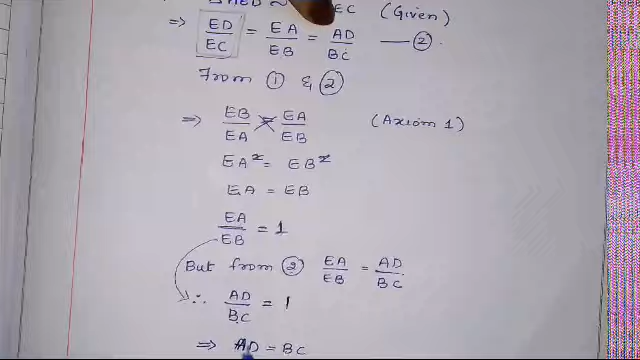 AED ~ EC (Given)
⇒ ED/EC = EA/EB = AD/BC —— ②.
From ① & ②
⇒ EB/EA = EA/EB (Axiom 1)
EA² = EB²
EA = EB
EA/EB = 1
But from ② EA/EB = AD/BC
∴ AD/BC = 1
⇒ AD = BC